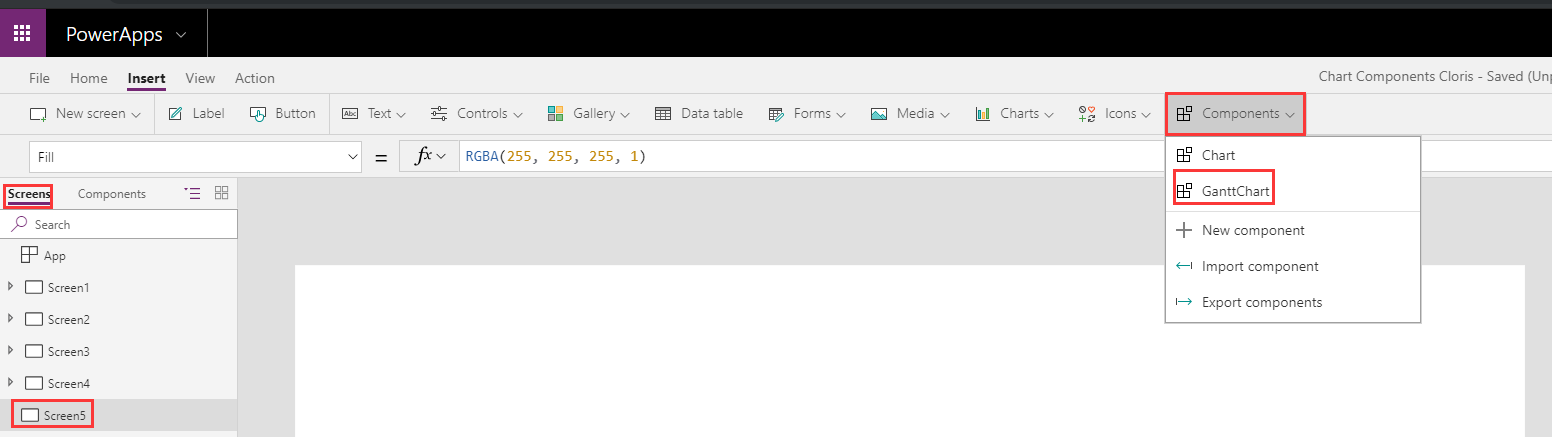 PowerApps
File Home Insert View Action Chart Components Cloris - Saved (Unp
New screen Label Button Abc Text Controls Gallery Data table Forms Media Charts Icons Components
Fill = fx RGBA(255, 255, 255, 1)
Chart
GanttChart
New component
Import component
Export components
Screens Components
Search
App
Screen1
Screen2
Screen3
Screen4
Screen5